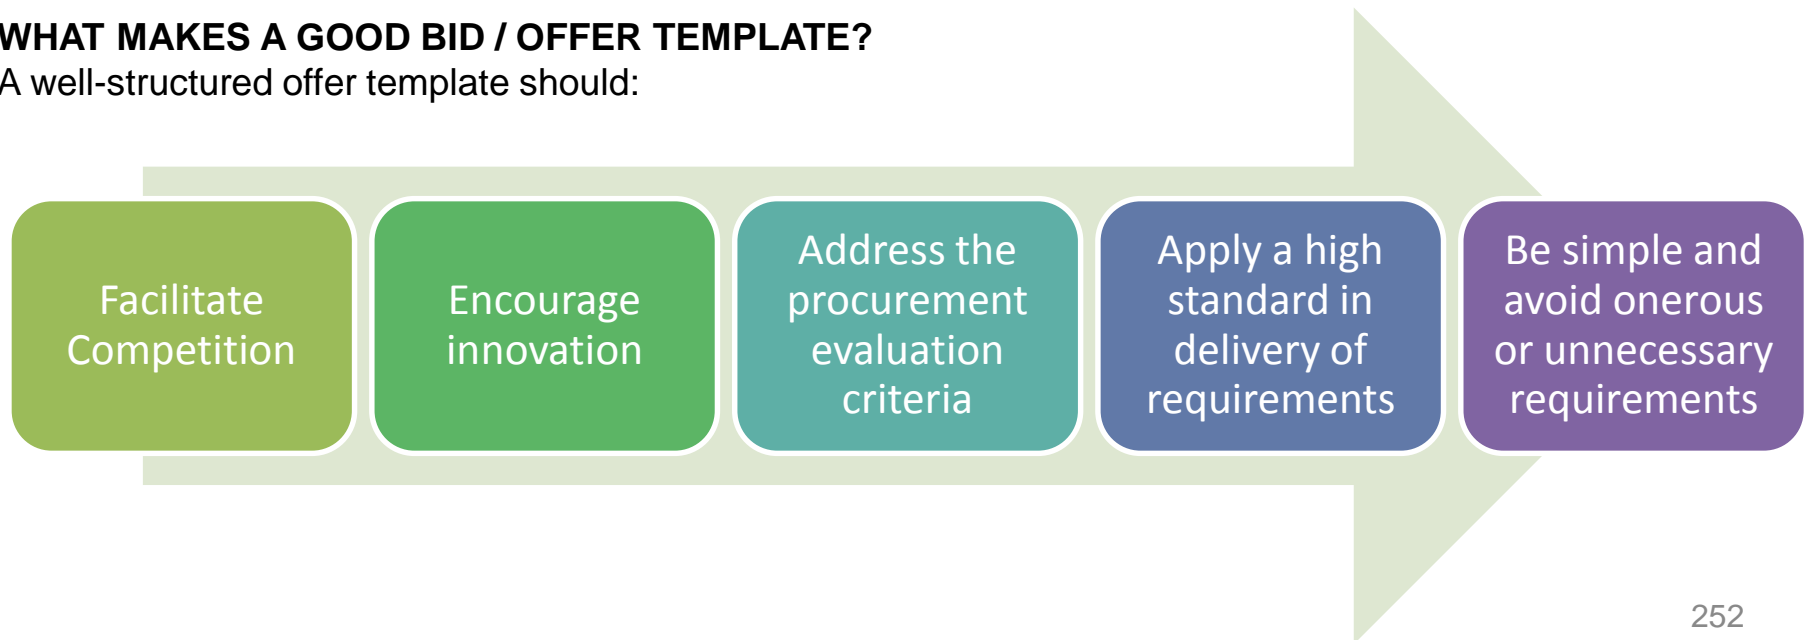 WHAT MAKES A GOOD BID / OFFER TEMPLATE?
A well-structured offer template should:
Facilitate
Competition
Encourage
innovation
Address the
procurement
evaluation
criteria
Apply a high
standard in
delivery of
requirements
Be simple and
avoid onerous
or unnecessary
requirements
252